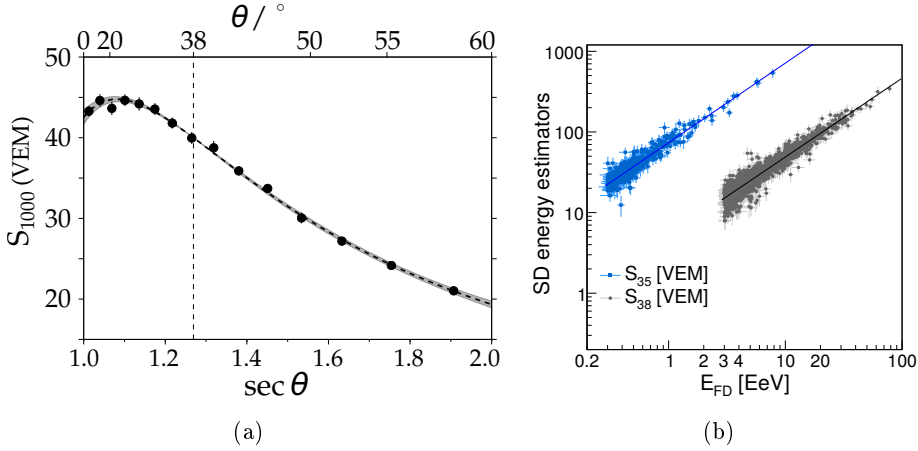 θ / °
0 20 38 50 55 60
50
40
30
20
S1000 (VEM)
1.0 1.2 1.4 1.6 1.8 2.0
sec θ
(a)
1000
100
10
1
SD energy estimators
S35 [VEM]
S38 [VEM]
0.2 1 2 3 4 10 20 100
EFD [EeV]
(b)